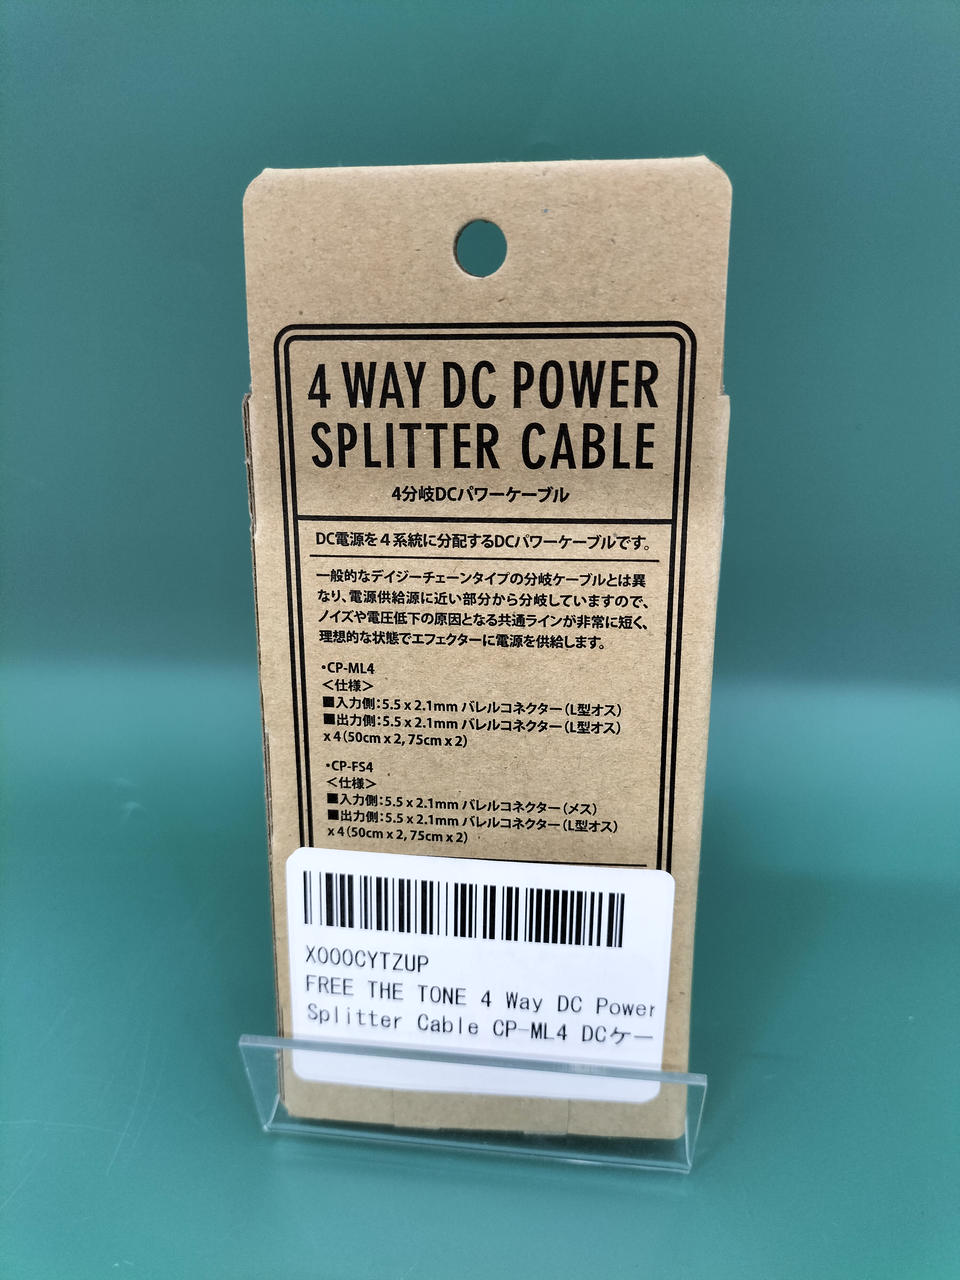 4 WAY DC POWER
SPLITTER CABLE
4分岐DCパワーケーブル
DC電源を4系統に分配するDCパワーケーブルです。
一般的なデイジーチェーンタイプの分岐ケーブルとは異
なり、電源供給源に近い部分から分岐していますので、
ノイズや電圧低下の原因となる共通ラインが非常に短く、
理想的な状態でエフェクターに電源を供給します。
・CP-ML4
＜仕様＞
■入力側：5.5 x 2.1mm バレルコネクター（L型オス）
■出力側：5.5 x 2.1mm バレルコネクター（L型オス）
x 4（50cm x 2, 75cm x 2）
・CP-FS4
＜仕様＞
■入力側：5.5 x 2.1mm バレルコネクター（メス）
■出力側：5.5 x 2.1mm バレルコネクター（L型オス）
x 4（50cm x 2, 75cm x 2）
X000CYTZUP
FREE THE TONE 4 Way DC Power
Splitter Cable CP-ML4 DCケー